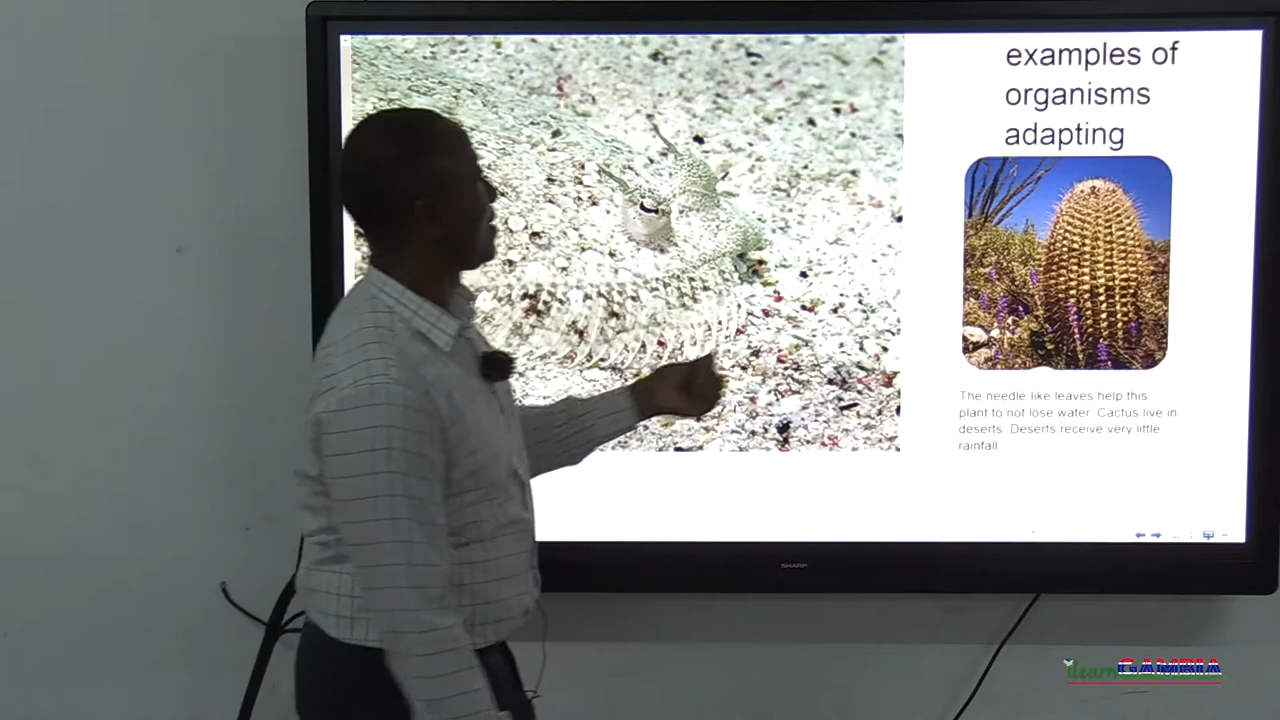 examples of
organisms
adapting
The needle like leaves help this
plant to not lose water. Cactus live in
deserts. Deserts receive very little
rainfall
SHARP
ilearnGAMBIA